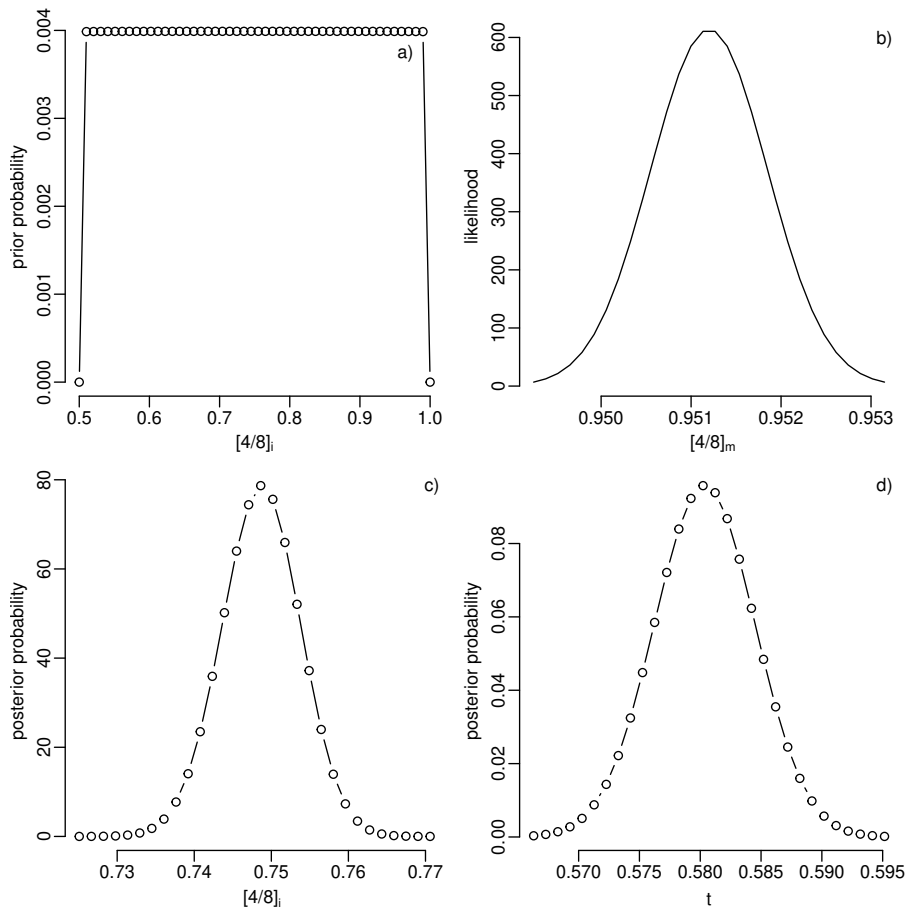 a)
prior probability
0.004
0.003
0.002
0.001
0.000
0.5 0.6 0.7 0.8 0.9 1.0
[4/8]i
b)
likelihood
600
500
400
300
200
100
0
0.950 0.951 0.952 0.953
[4/8]m
c)
posterior probability
80
60
40
20
0
0.73 0.74 0.75 0.76 0.77
[4/8]i
d)
posterior probability
0.08
0.06
0.04
0.02
0.00
0.570 0.575 0.580 0.585 0.590 0.595
t